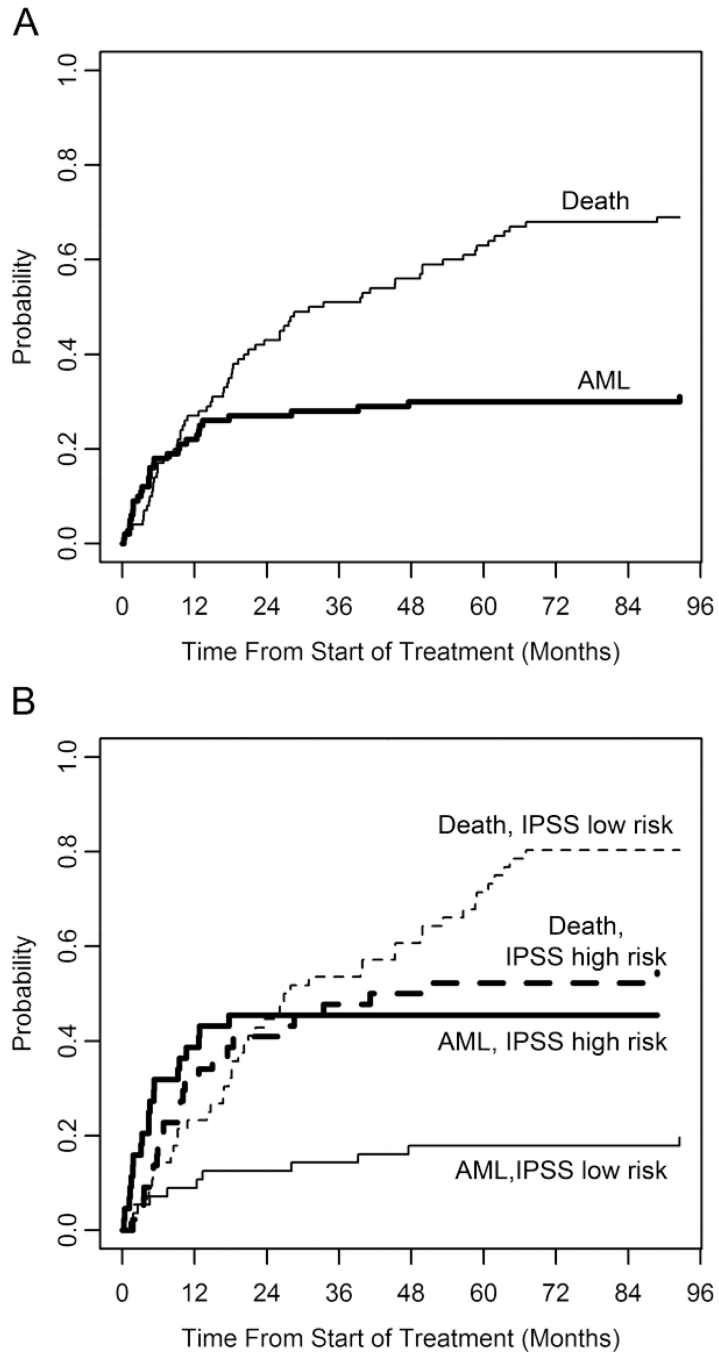 A
1.0
0.8
0.6
0.4
0.2
0.0
Probability
Death
AML
0 12 24 36 48 60 72 84 96
Time From Start of Treatment (Months)
B
1.0
0.8
0.6
0.4
0.2
0.0
Probability
Death, IPSS low risk
Death,
IPSS high risk
AML, IPSS high risk
AML,IPSS low risk
0 12 24 36 48 60 72 84 96
Time From Start of Treatment (Months)